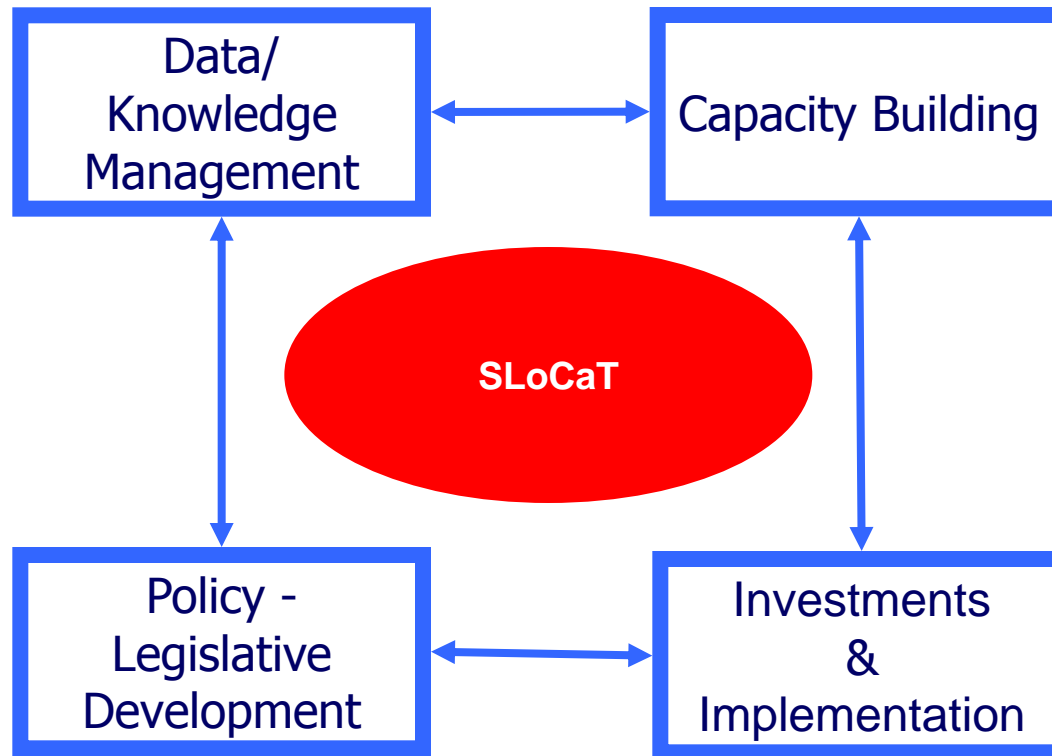 Data/
Knowledge
Management
Capacity Building
SLoCaT
Policy -
Legislative
Development
Investments
&
Implementation